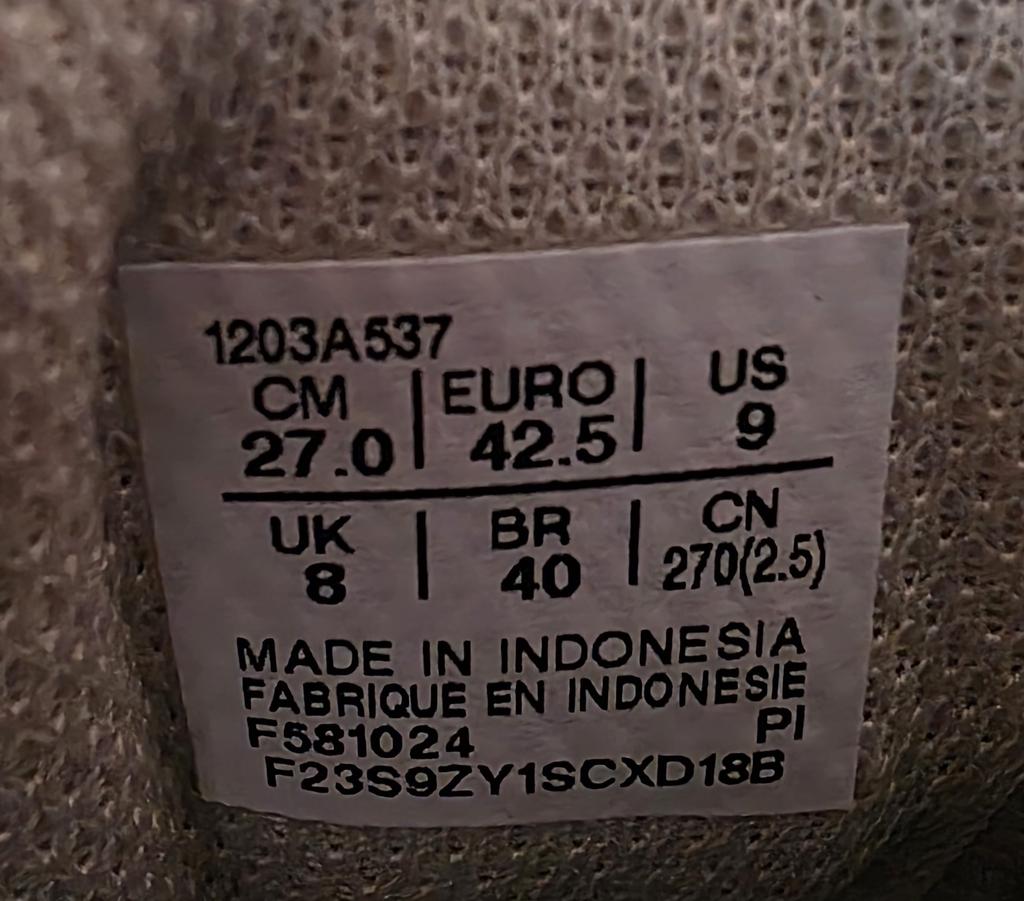 1203A537
CM | EURO | US
27.0 | 42.5 | 9
UK | BR | CN
8 | 40 | 270(2.5)
MADE IN INDONESIA
FABRIQUE EN INDONESIE
F581024 PI
F23S9ZY1SCXD18B